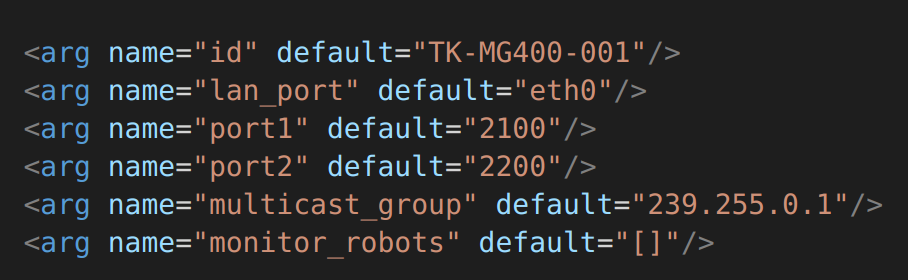 <arg name="id" default="TK-MG400-001"/>
<arg name="lan_port" default="eth0"/>
<arg name="port1" default="2100"/>
<arg name="port2" default="2200"/>
<arg name="multicast_group" default="239.255.0.1"/>
<arg name="monitor_robots" default="[]"/>